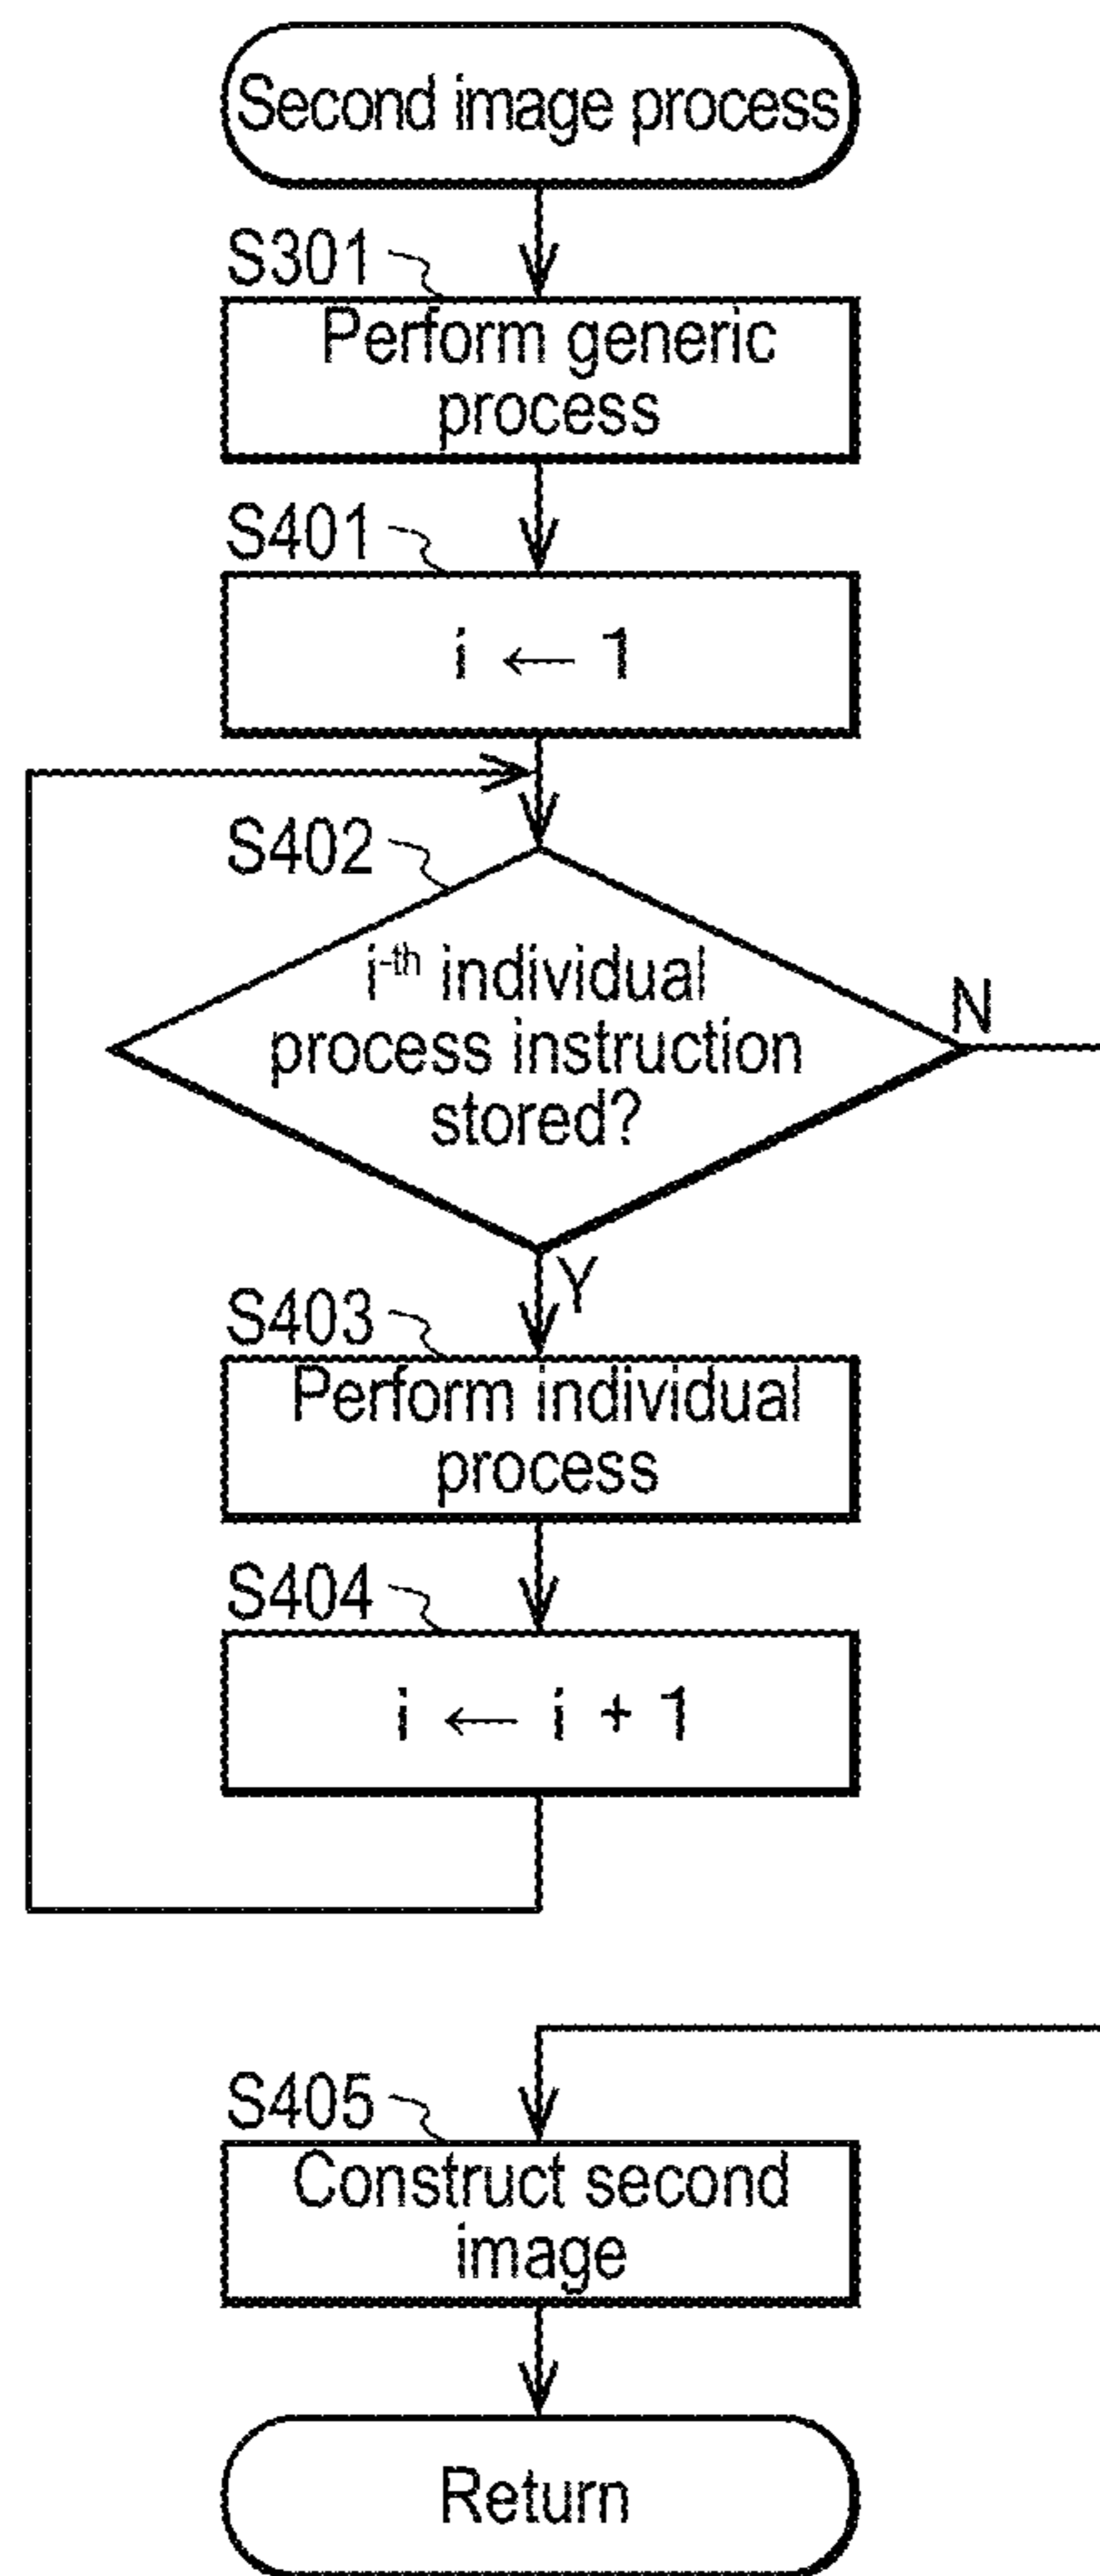 Second image process
S301
Perform generic
process
S401
i ← 1
S402
i-th individual
process instruction
stored?
N
Y
S403
Perform individual
process
S404
i ← i + 1
S405
Construct second
image
Return